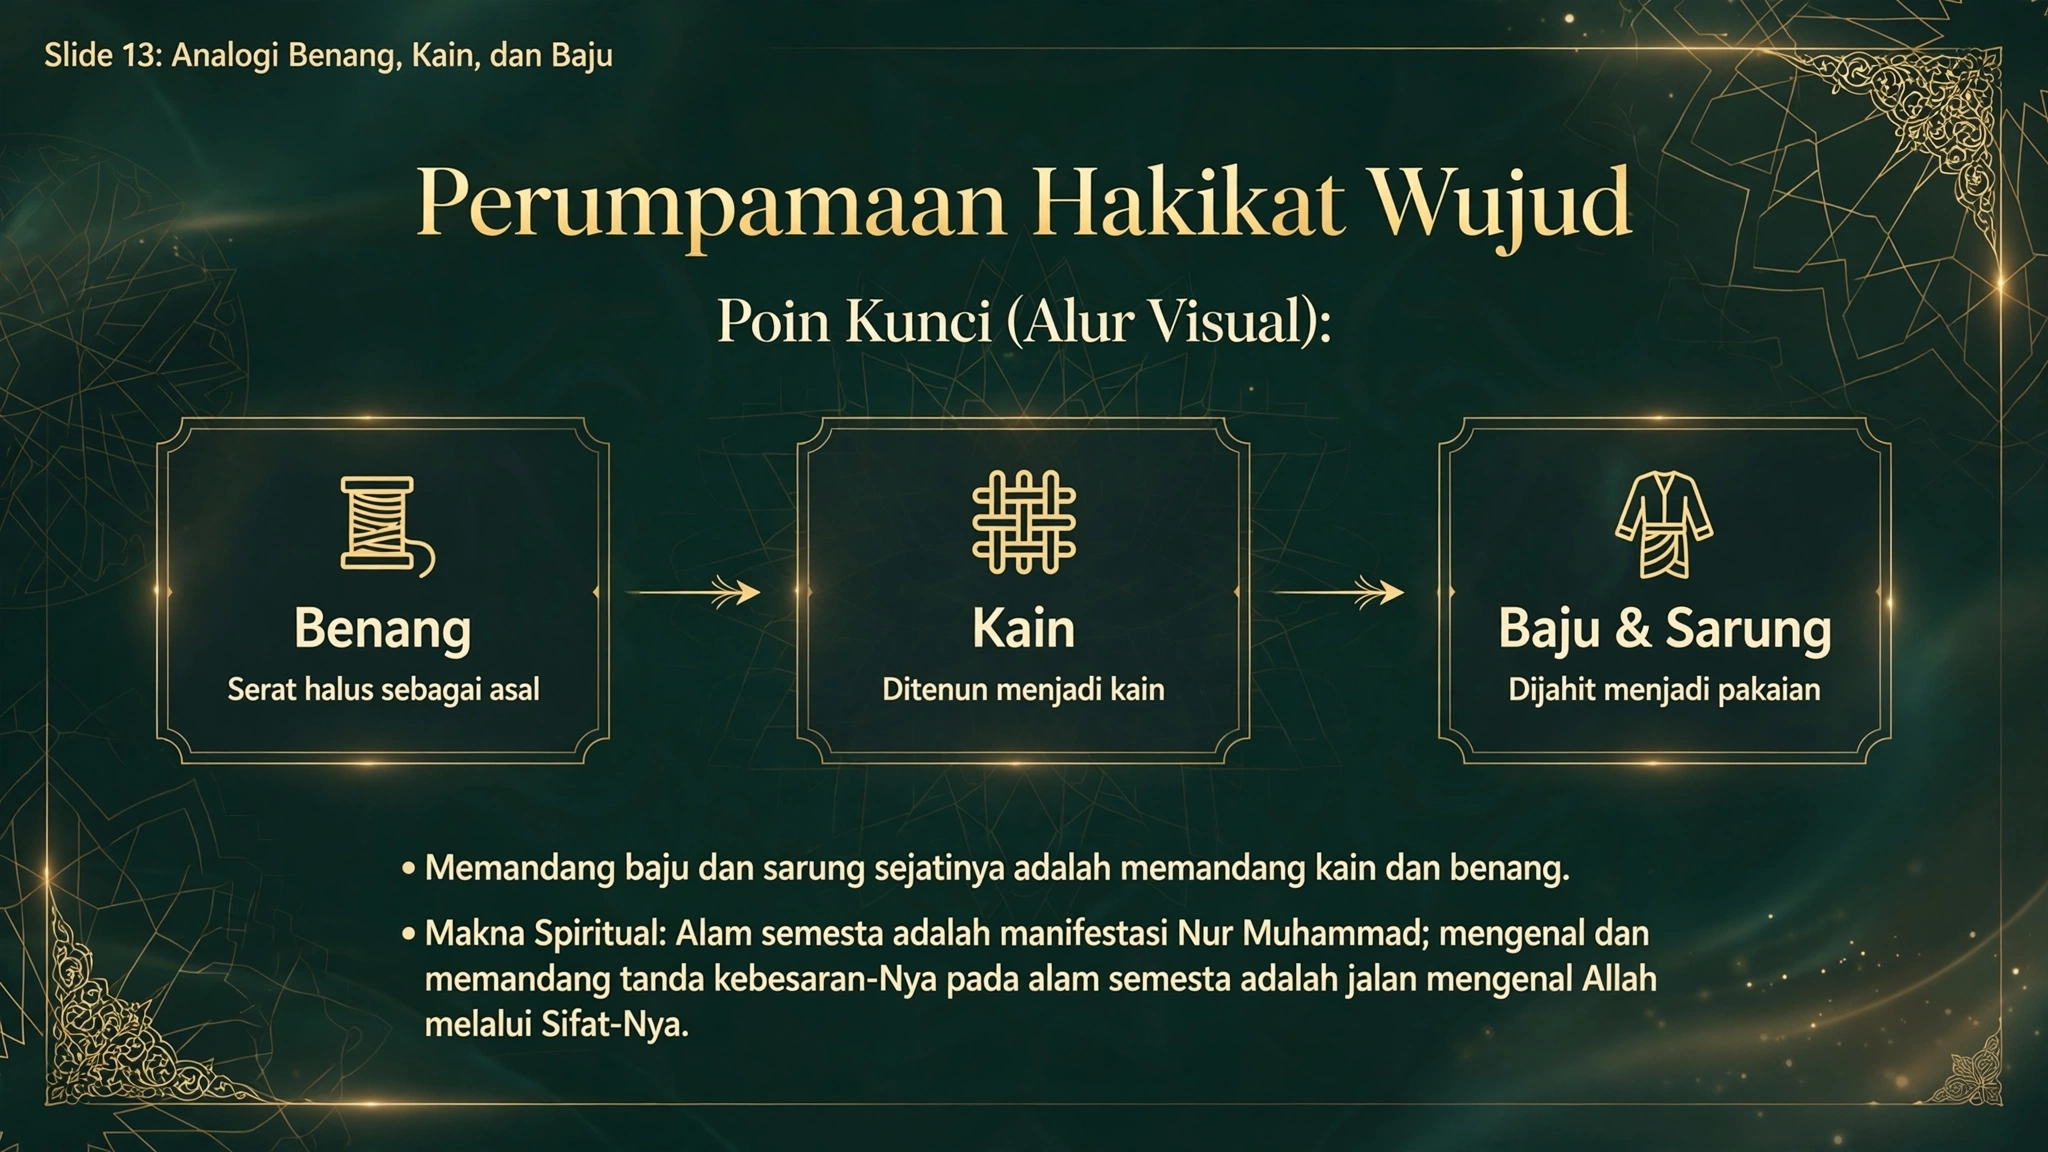 Slide 13: Analogi Benang, Kain, dan Baju
Perumpamaan Hakikat Wujud
Poin Kunci (Alur Visual):
Benang
Serat halus sebagai asal
Kain
Ditenun menjadi kain
Baju & Sarung
Dijahit menjadi pakaian
• Memandang baju dan sarung sejatinya adalah memandang kain dan benang.
• Makna Spiritual: Alam semesta adalah manifestasi Nur Muhammad; mengenal dan
memandang tanda kebesaran-Nya pada alam semesta adalah jalan mengenal Allah
melalui Sifat-Nya.